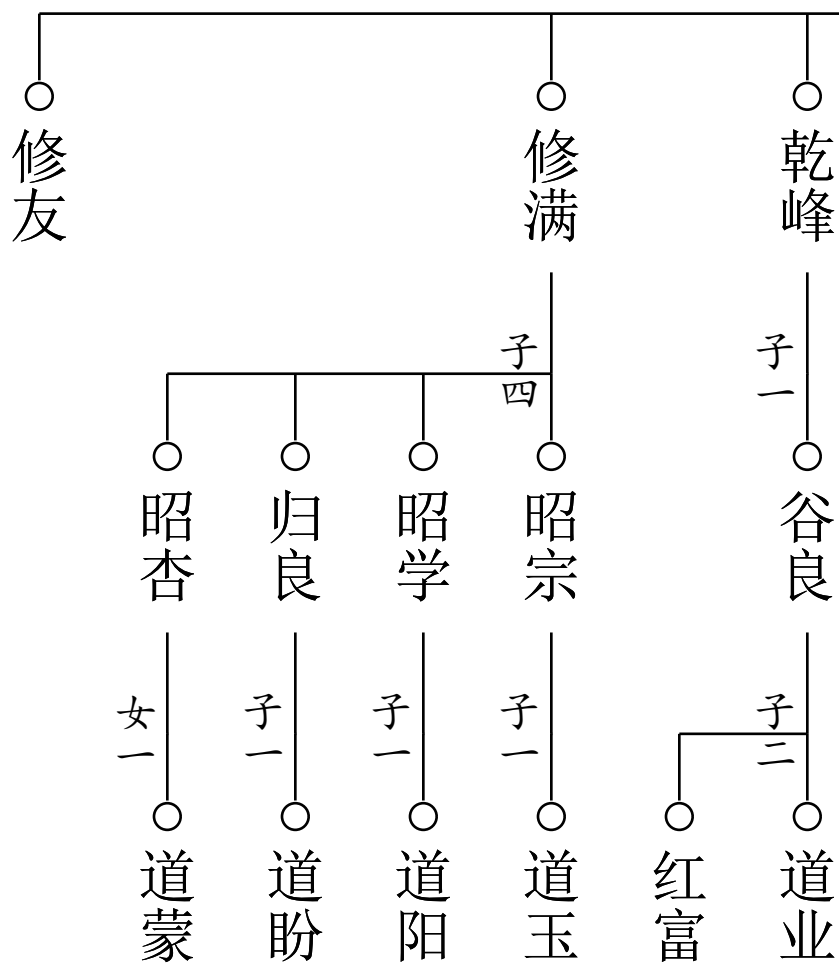 乾峰
修满
修友
子一
子四
谷良
昭宗
昭学
归良
昭杏
子二
子一
子一
子一
女一
道业
红富
道玉
道阳
道盼
道蒙